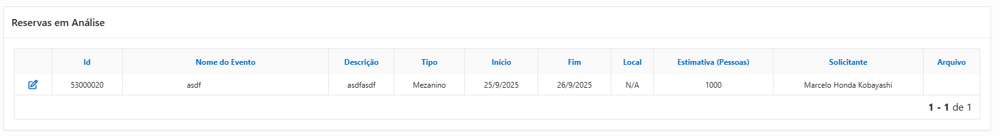 Reservas em Análise
Id Nome do Evento Descrição Tipo Início Fim Local Estimativa (Pessoas) Solicitante Arquivo
53000020 asdf asdfasdf Mezanino 25/9/2025 26/9/2025 N/A 1000 Marcelo Honda Kobayashi
1 - 1 de 1